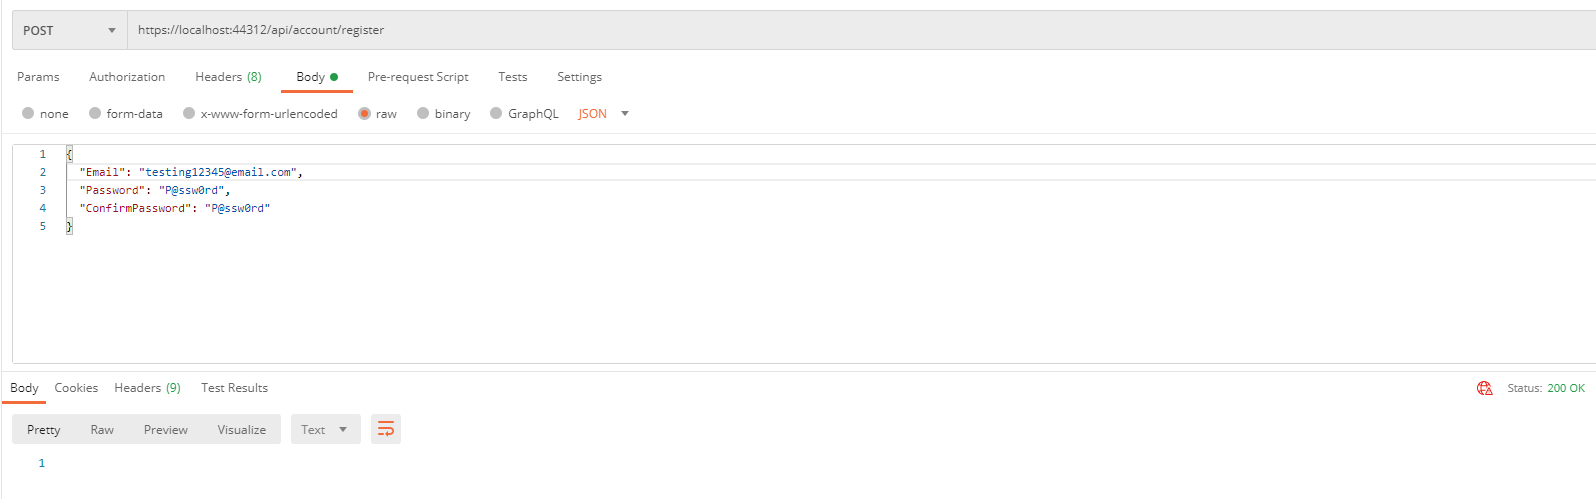 POST https://localhost:44312/api/account/register
Params Authorization Headers (8) Body Pre-request Script Tests Settings
none form-data x-www-form-urlencoded raw binary GraphQL JSON
1 {
2 "Email": "testing12345@email.com",
3 "Password": "P@ssw0rd",
4 "ConfirmPassword": "P@ssw0rd"
5 }
Body Cookies Headers (9) Test Results Status: 200 OK
Pretty Raw Preview Visualize Text
1